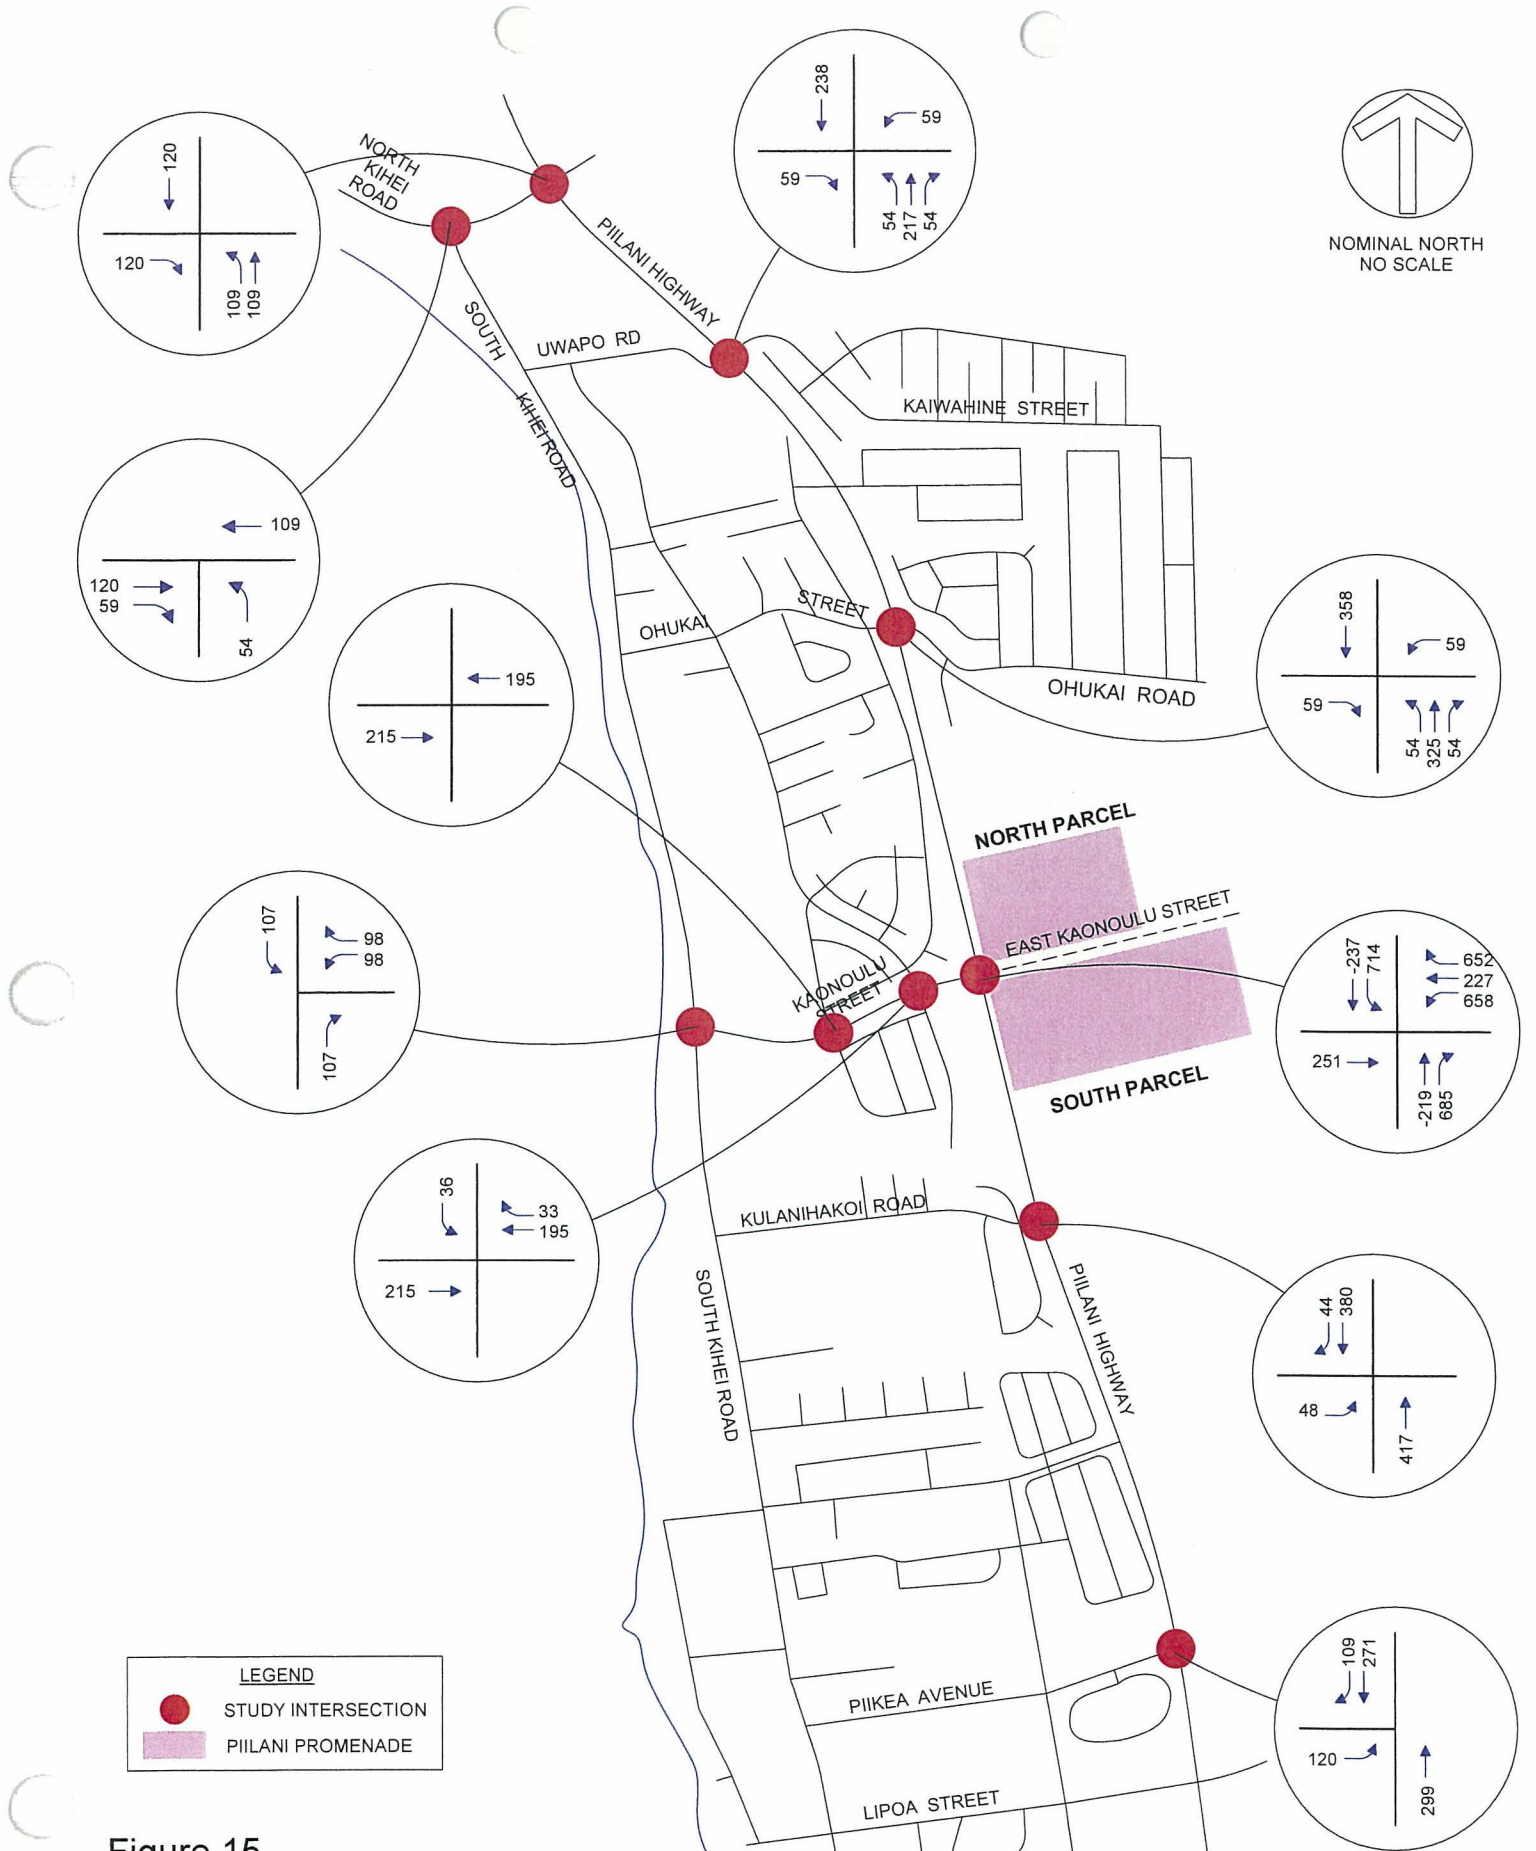 238
59
59
54
217
54
120
120
109
109
NORTH
KIHEI
ROAD
PIILANI HIGHWAY
NOMINAL NORTH
NO SCALE
SOUTH
KIHEI ROAD
UWAPO RD
KAIWAHINE STREET
109
120
59
54
195
215
OHUKAI
STREET
OHUKAI ROAD
358
59
59
54
325
54
NORTH PARCEL
EAST KAONOULU STREET
SOUTH PARCEL
KAONOULU
STREET
107
98
98
107
-237
714
652
227
658
251
-219
685
36
33
195
215
KULANIHAKOI ROAD
SOUTH KIHEI ROAD
PIILANI HIGHWAY
44
380
48
417
109
271
120
299
PIIKEA AVENUE
LIPOA STREET
LEGEND
STUDY INTERSECTION
PIILANI PROMENADE
Figure 15